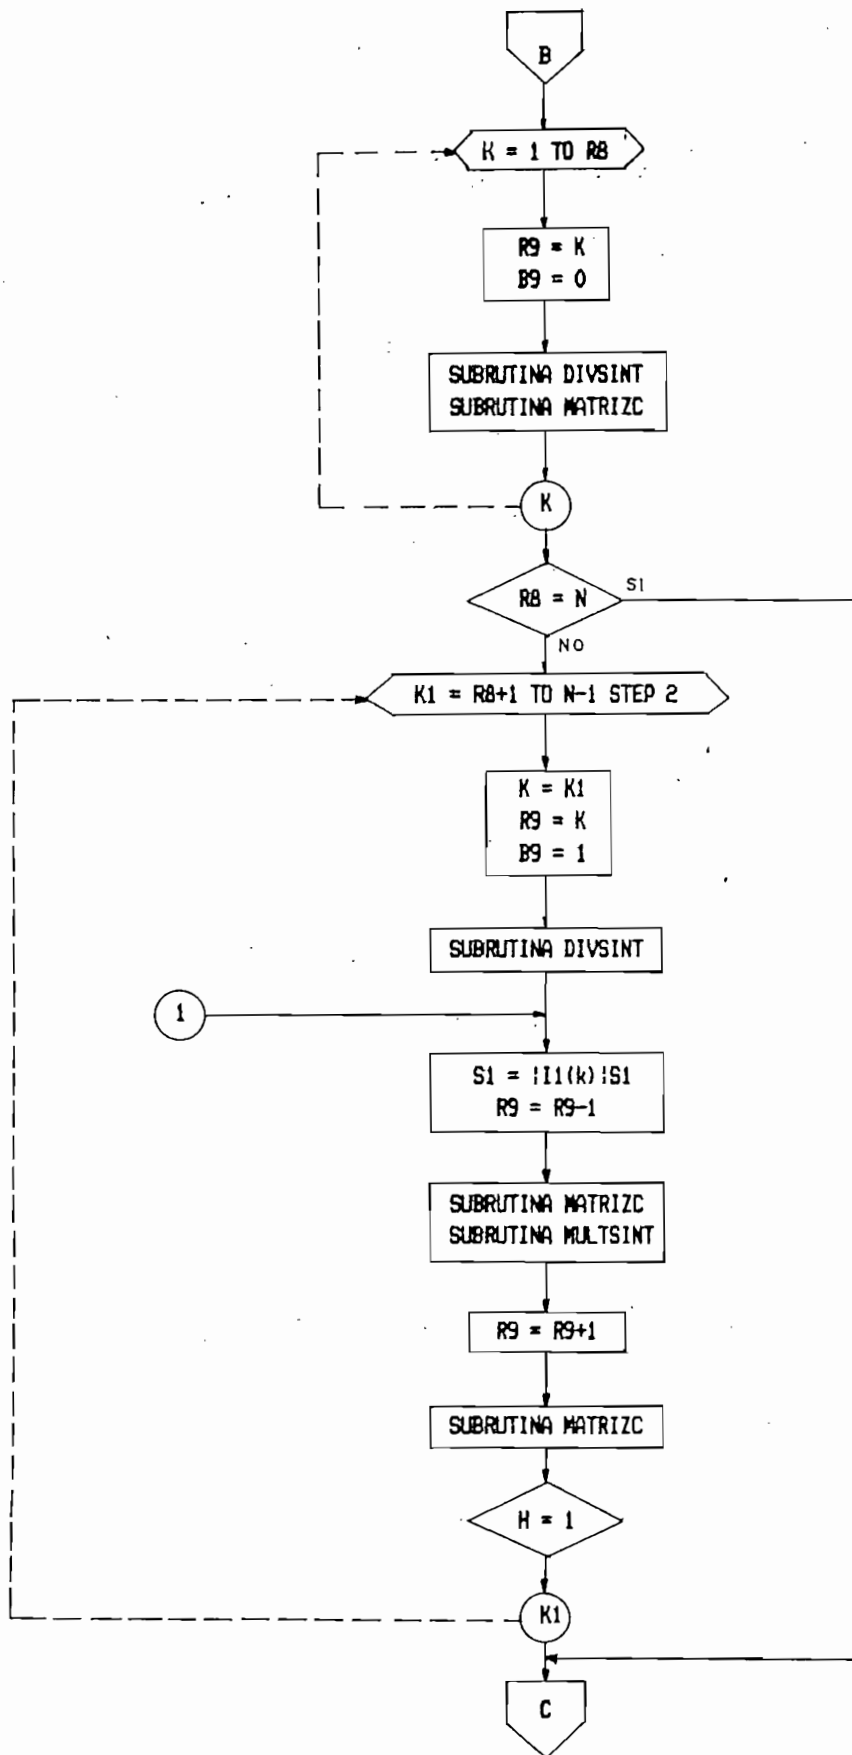 B
K = 1 TO R8
R9 = K
B9 = 0
SUBRUTINA DIVSINT
SUBRUTINA MATRIZC
K
R8 = N
SI
NO
K1 = R8+1 TO N-1 STEP 2
K = K1
R9 = K
B9 = 1
SUBRUTINA DIVSINT
1
S1 = |I1(k)|S1
R9 = R9-1
SUBRUTINA MATRIZC
SUBRUTINA MULTSINT
R9 = R9+1
SUBRUTINA MATRIZC
H = 1
K1
C